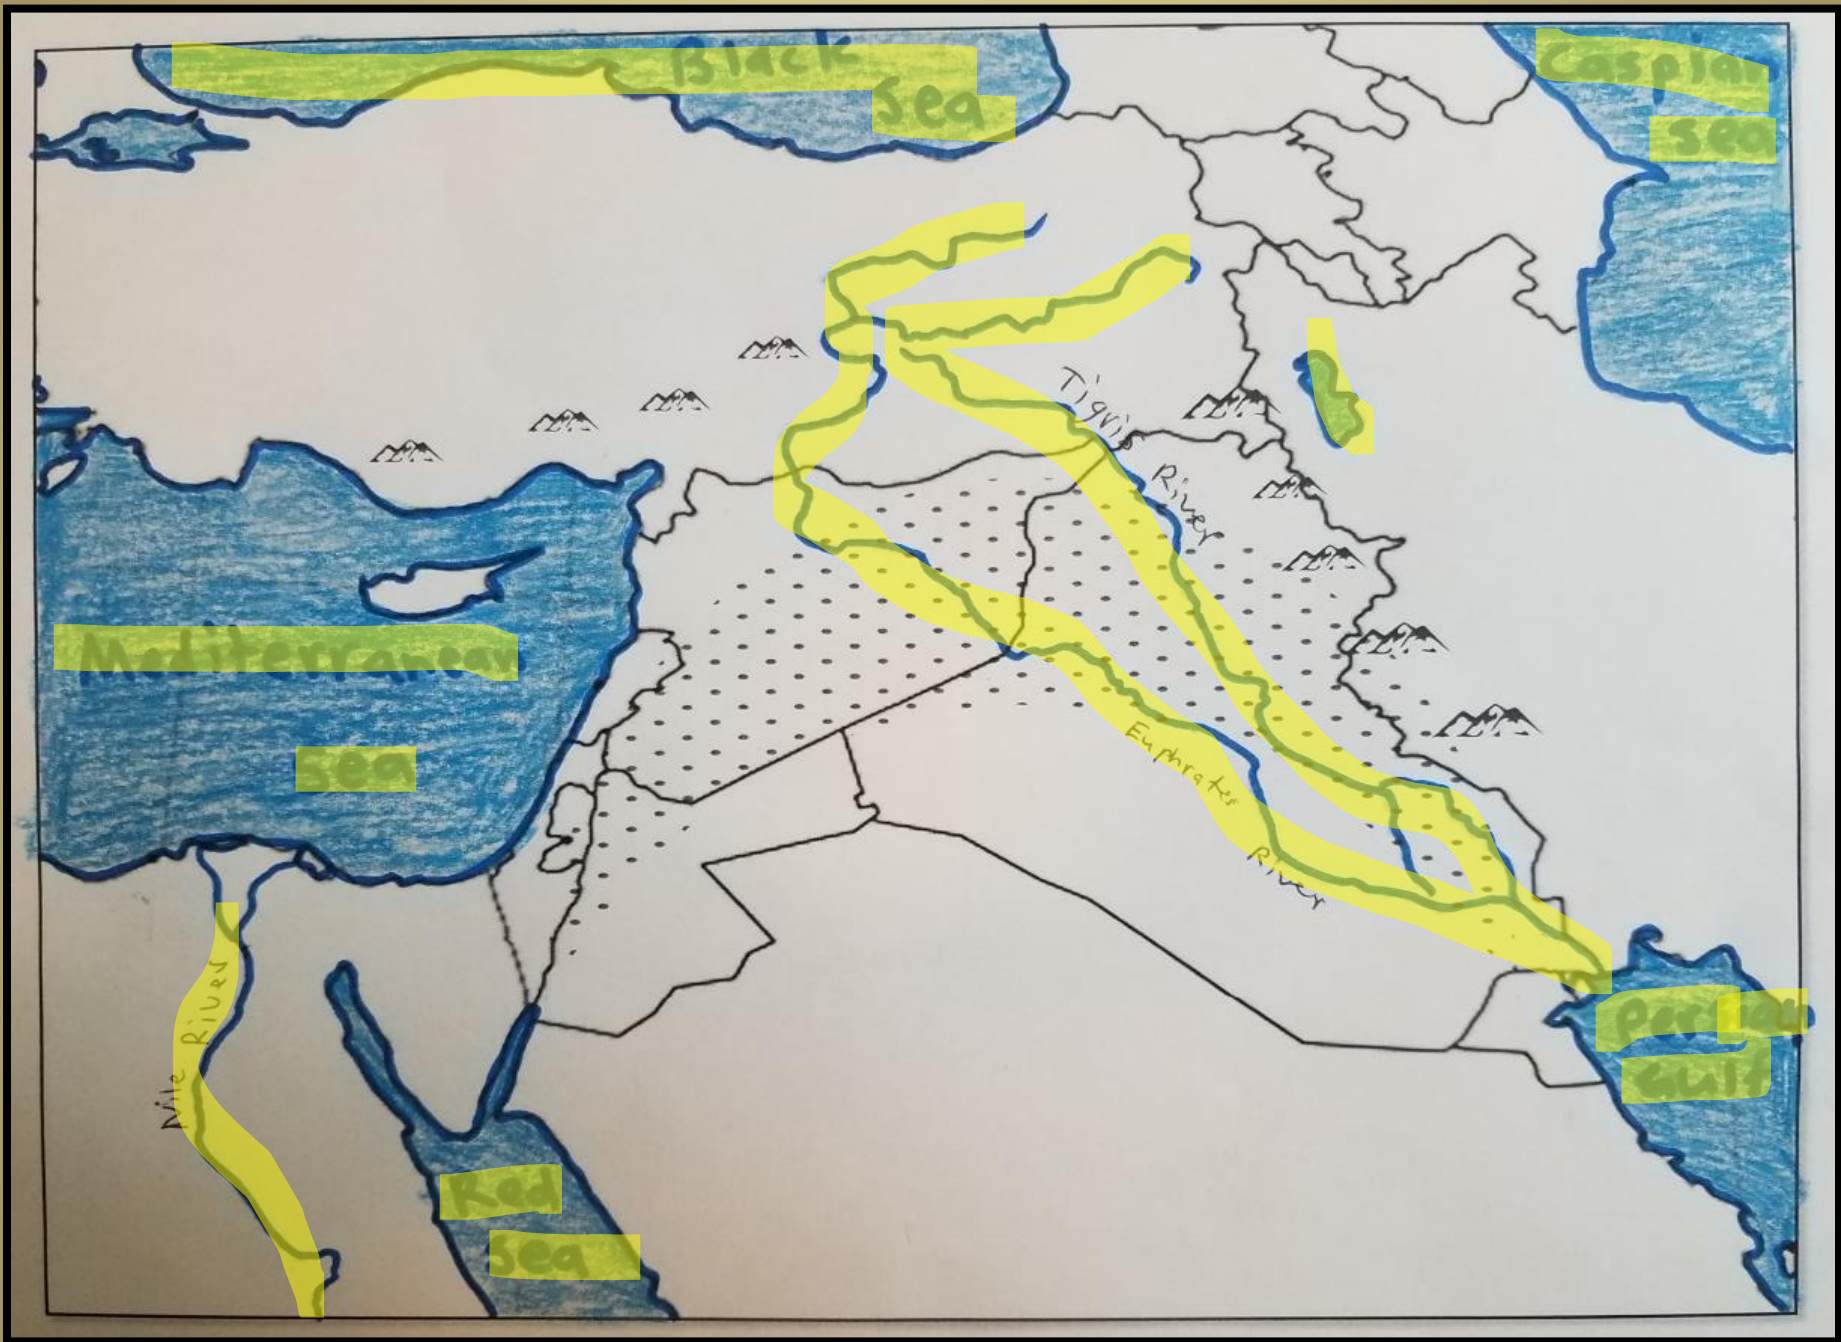 Black
Sea
Caspian
sea
Tigris
River
Mediterranean
sea
Euphrates
River
Nile River
Persian
Gulf
Red
Sea